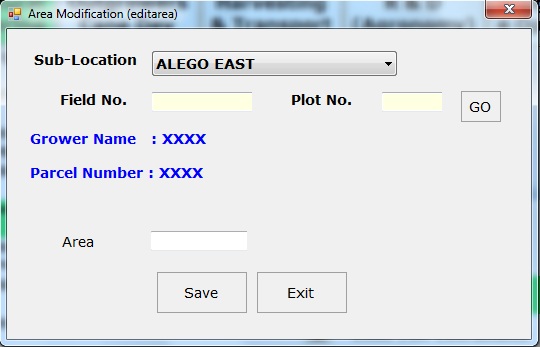 Area Modification (editarea)
Sub-Location ALEGO EAST
Field No. Plot No. GO
Grower Name : XXXX
Parcel Number : XXXX
Area
Save Exit